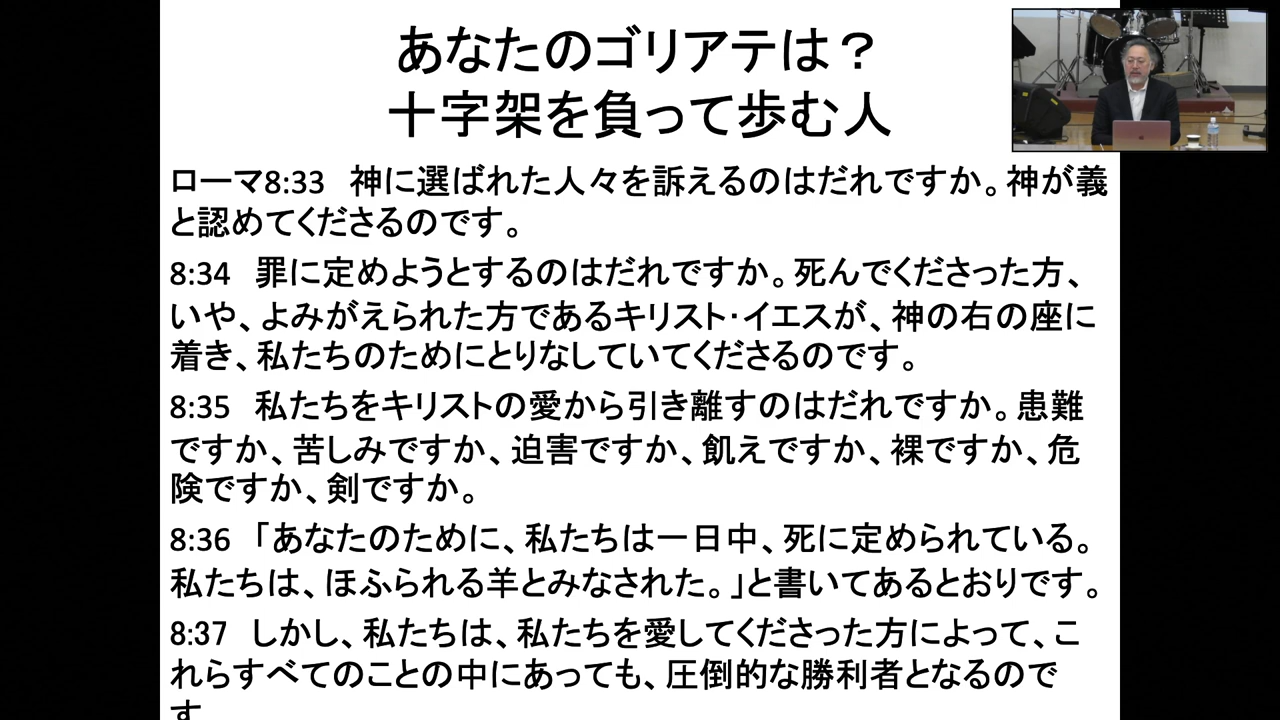 あなたのゴリアテは？
十字架を負って歩む人
ローマ8:33　神に選ばれた人々を訴えるのはだれですか。神が義
と認めてくださるのです。
8:34　罪に定めようとするのはだれですか。死んでくださった方、
いや、よみがえられた方であるキリスト･イエスが、神の右の座に
着き、私たちのためにとりなしていてくださるのです。
8:35　私たちをキリストの愛から引き離すのはだれですか。患難
ですか、苦しみですか、迫害ですか、飢えですか、裸ですか、危
険ですか、剣ですか。
8:36　｢あなたのために、私たちは一日中、死に定められている。
私たちは、ほふられる羊とみなされた。｣と書いてあるとおりです。
8:37　しかし、私たちは、私たちを愛してくださった方によって、こ
れらすべてのことの中にあっても、圧倒的な勝利者となるので
す